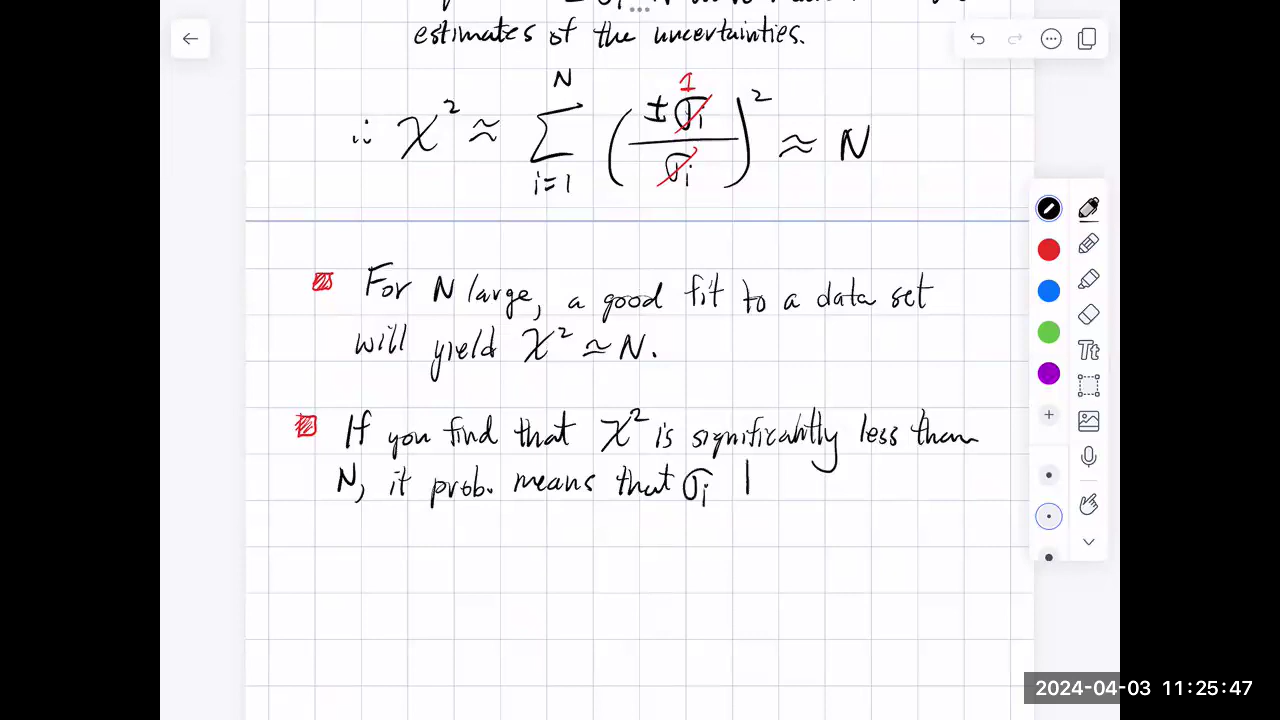 estimates of the uncertainties.
∴ χ² ≈ N Σ i=1 (±σi 1 / σi)² ≈ N
For N large, a good fit to a data set
will yield χ² ≃ N.
If you find that χ² is significantly less than
N, it prob. means that σi |
Tt
2024-04-03 11:25:47